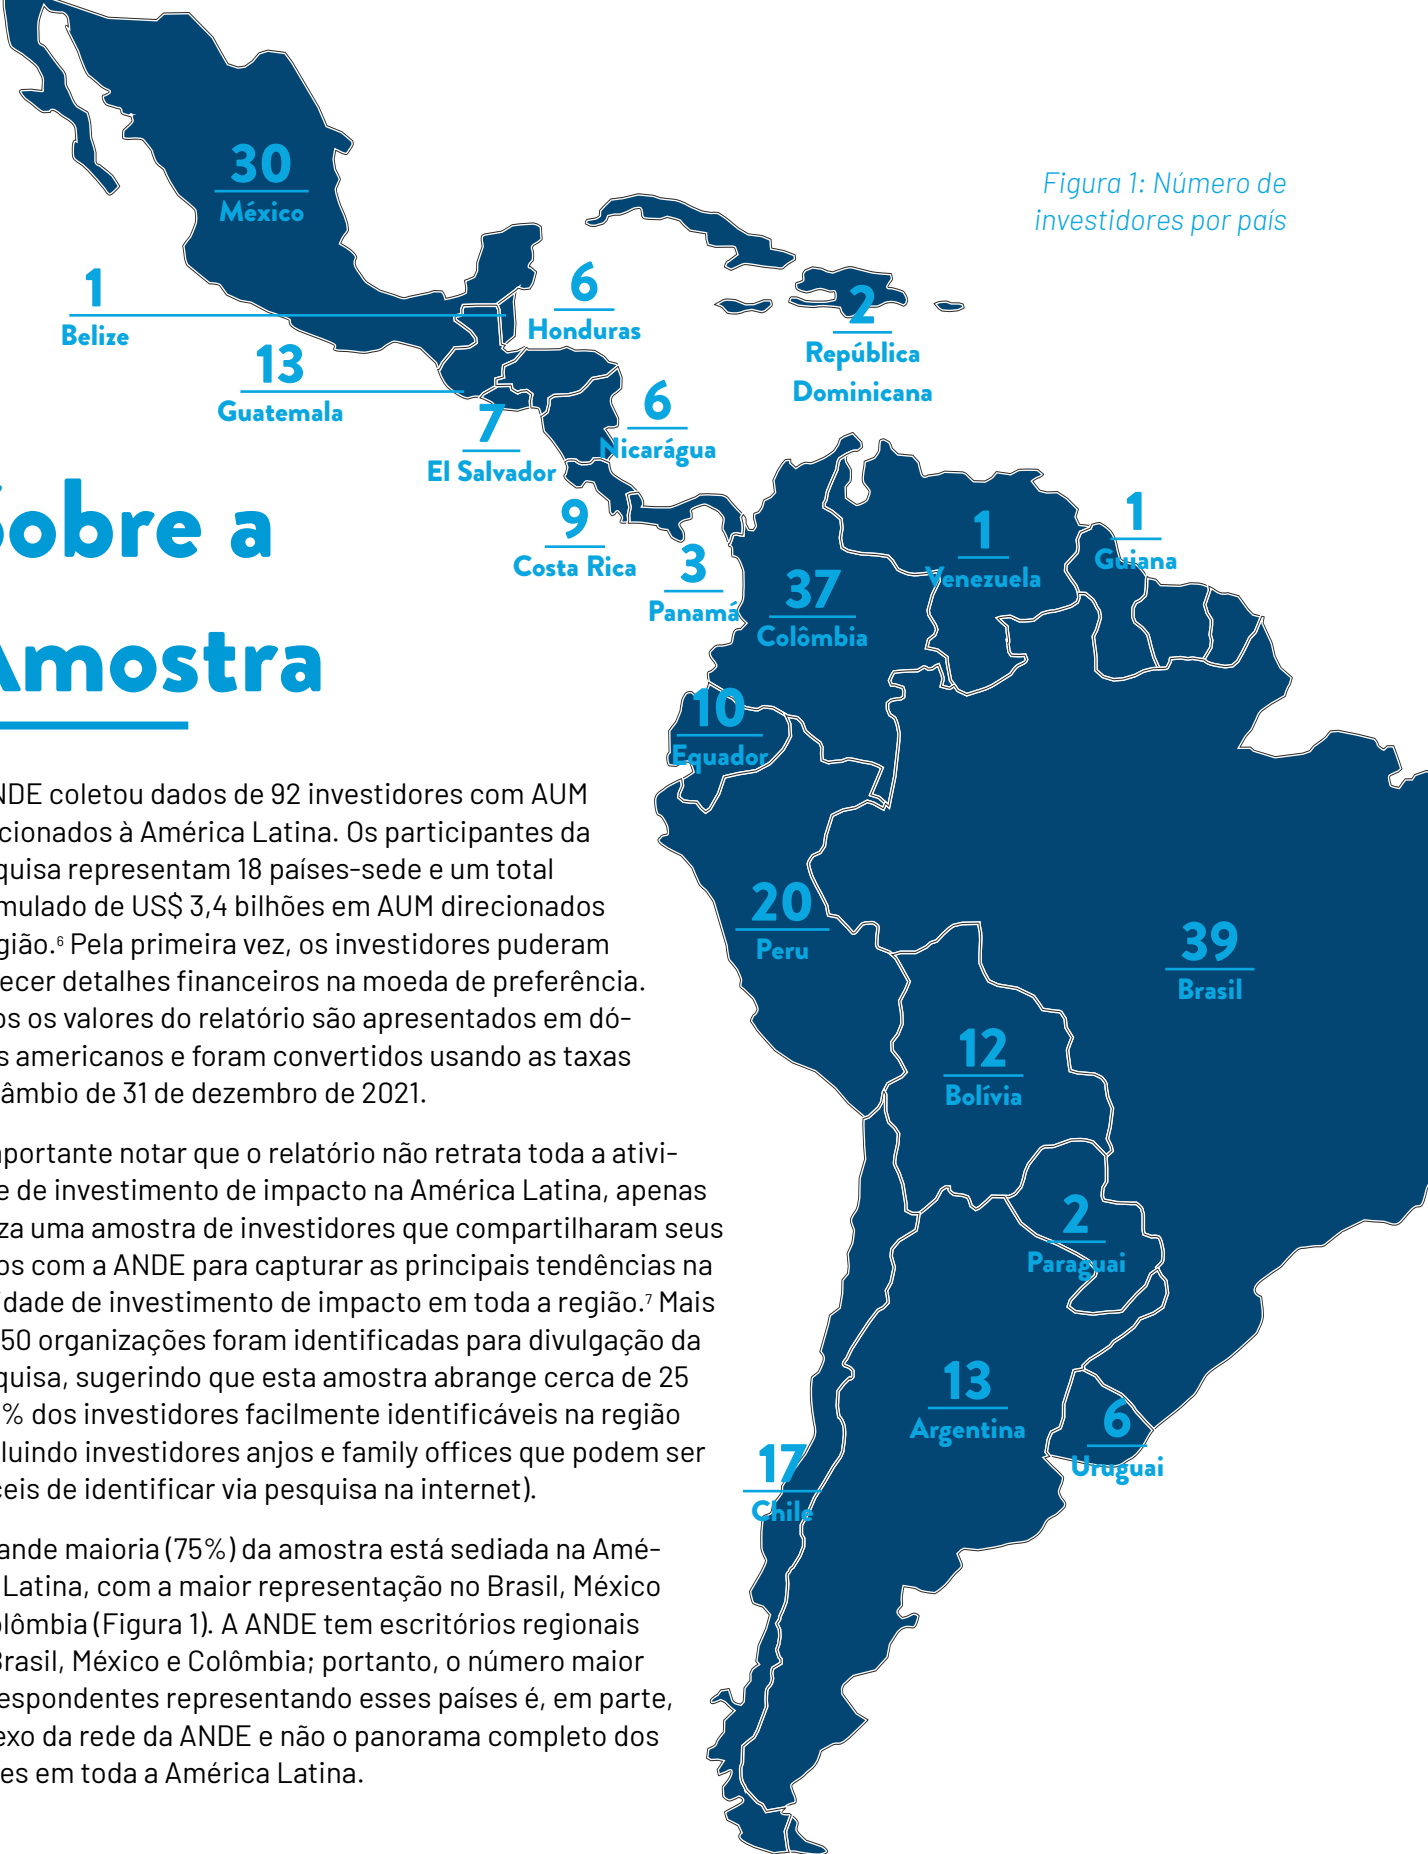 Figura 1: Número de
investidores por país
30
México
1
Belize
13
Guatemala
6
Honduras
2
República
Dominicana
7
El Salvador
6
Nicarágua
9
Costa Rica
3
Panamá
37
Colômbia
1
Venezuela
1
Guiana
10
Equador
20
Peru
39
Brasil
12
Bolívia
2
Paraguai
13
Argentina
6
Uruguai
17
Chile
Sobre a
Amostra
NDE coletou dados de 92 investidores com AUM
cionados à América Latina. Os participantes da
quisa representam 18 países-sede e um total
mulado de US$ 3,4 bilhões em AUM direcionados
gião.⁶ Pela primeira vez, os investidores puderam
ecer detalhes financeiros na moeda de preferência.
os os valores do relatório são apresentados em dó-
s americanos e foram convertidos usando as taxas
câmbio de 31 de dezembro de 2021.
mportante notar que o relatório não retrata toda a ativi-
e de investimento de impacto na América Latina, apenas
za uma amostra de investidores que compartilharam seus
os com a ANDE para capturar as principais tendências na
idade de investimento de impacto em toda a região.⁷ Mais
50 organizações foram identificadas para divulgação da
quisa, sugerindo que esta amostra abrange cerca de 25
% dos investidores facilmente identificáveis na região
luindo investidores anjos e family offices que podem ser
ceis de identificar via pesquisa na internet).
ande maioria (75%) da amostra está sediada na Amé-
Latina, com a maior representação no Brasil, México
olômbia (Figura 1). A ANDE tem escritórios regionais
Brasil, México e Colômbia; portanto, o número maior
espondentes representando esses países é, em parte,
exo da rede da ANDE e não o panorama completo dos
es em toda a América Latina.